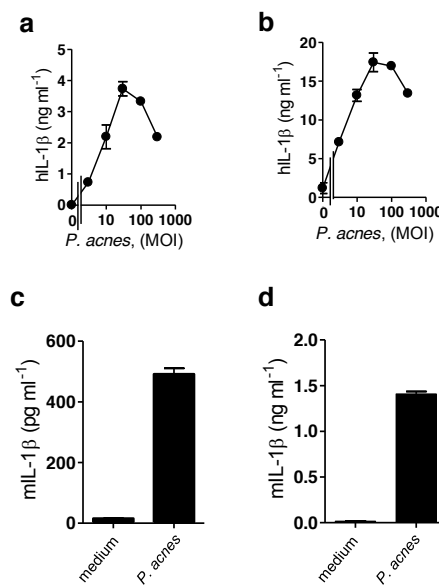 a
hIL-1β (ng ml⁻¹)
4
3
2
1
0
0 10 100 1000
P. acnes, (MOI)
b
hIL-1β (ng ml⁻¹)
20
15
10
5
0
0 10 100 1000
P. acnes, (MOI)
c
mIL-1β (pg ml⁻¹)
600
400
200
0
medium
P. acnes
d
mIL-1β (ng ml⁻¹)
2.0
1.5
1.0
0.5
0.0
medium
P. acnes